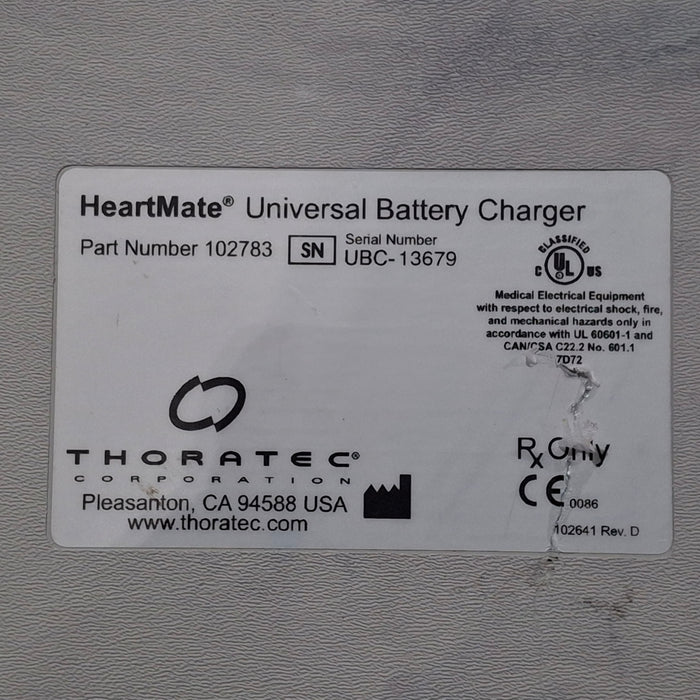 HeartMate® Universal Battery Charger
Part Number 102783 SN Serial Number UBC-13679
CLASSIFIED
C UL US
Medical Electrical Equipment
with respect to electrical shock, fire,
and mechanical hazards only in
accordance with UL 60601-1 and
CAN/CSA C22.2 No. 601.1
7D72
THORATEC®
CORPORATION
Pleasanton, CA 94588 USA
www.thoratec.com
Rx Only
CE 0086
102641 Rev. D